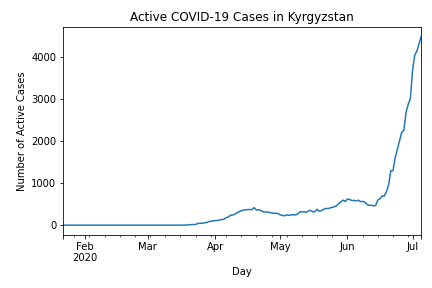 Active COVID-19 Cases in Kyrgyzstan
Number of Active Cases
4000
3000
2000
1000
0
Feb Mar Apr May Jun Jul
2020
Day